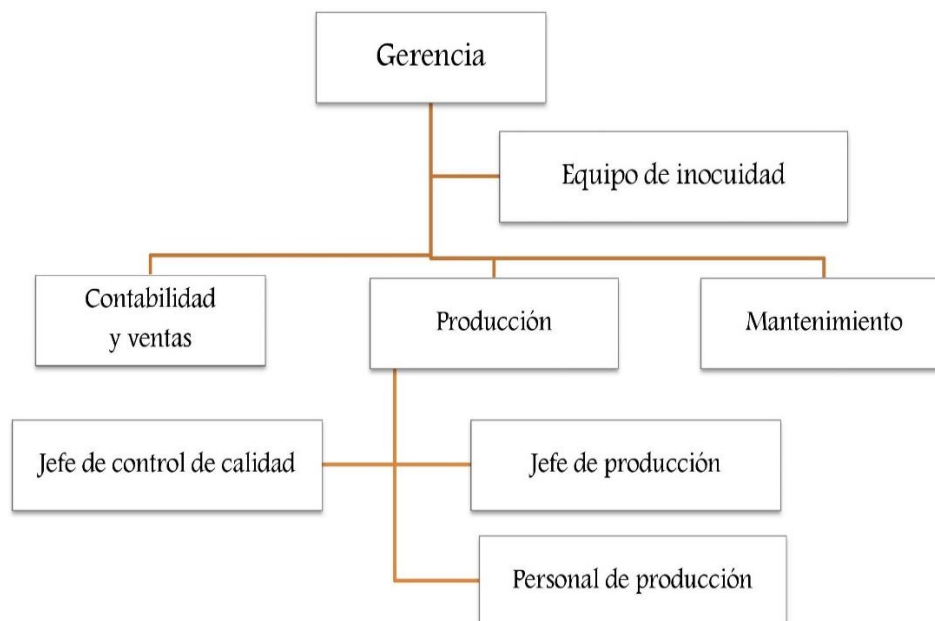 Gerencia
Equipo de inocuidad
Contabilidad
y ventas
Producción
Mantenimiento
Jefe de control de calidad
Jefe de producción
Personal de producción